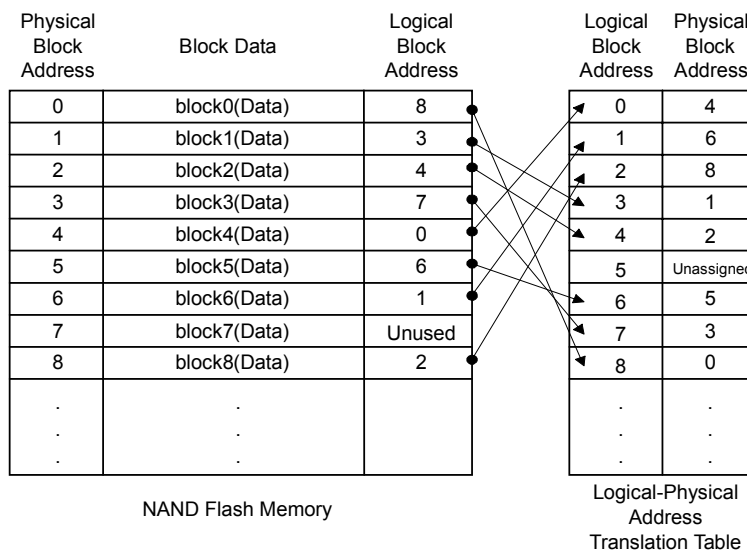 Physical Block Address
Block Data
Logical Block Address
Logical Block Address
Physical Block Address
0 block0(Data) 8 0 4
1 block1(Data) 3 1 6
2 block2(Data) 4 2 8
3 block3(Data) 7 3 1
4 block4(Data) 0 4 2
5 block5(Data) 6 5 Unassigned
6 block6(Data) 1 6 5
7 block7(Data) Unused 7 3
8 block8(Data) 2 8 0
. . . .
. . . .
. . . .
NAND Flash Memory
Logical-Physical
Address
Translation Table